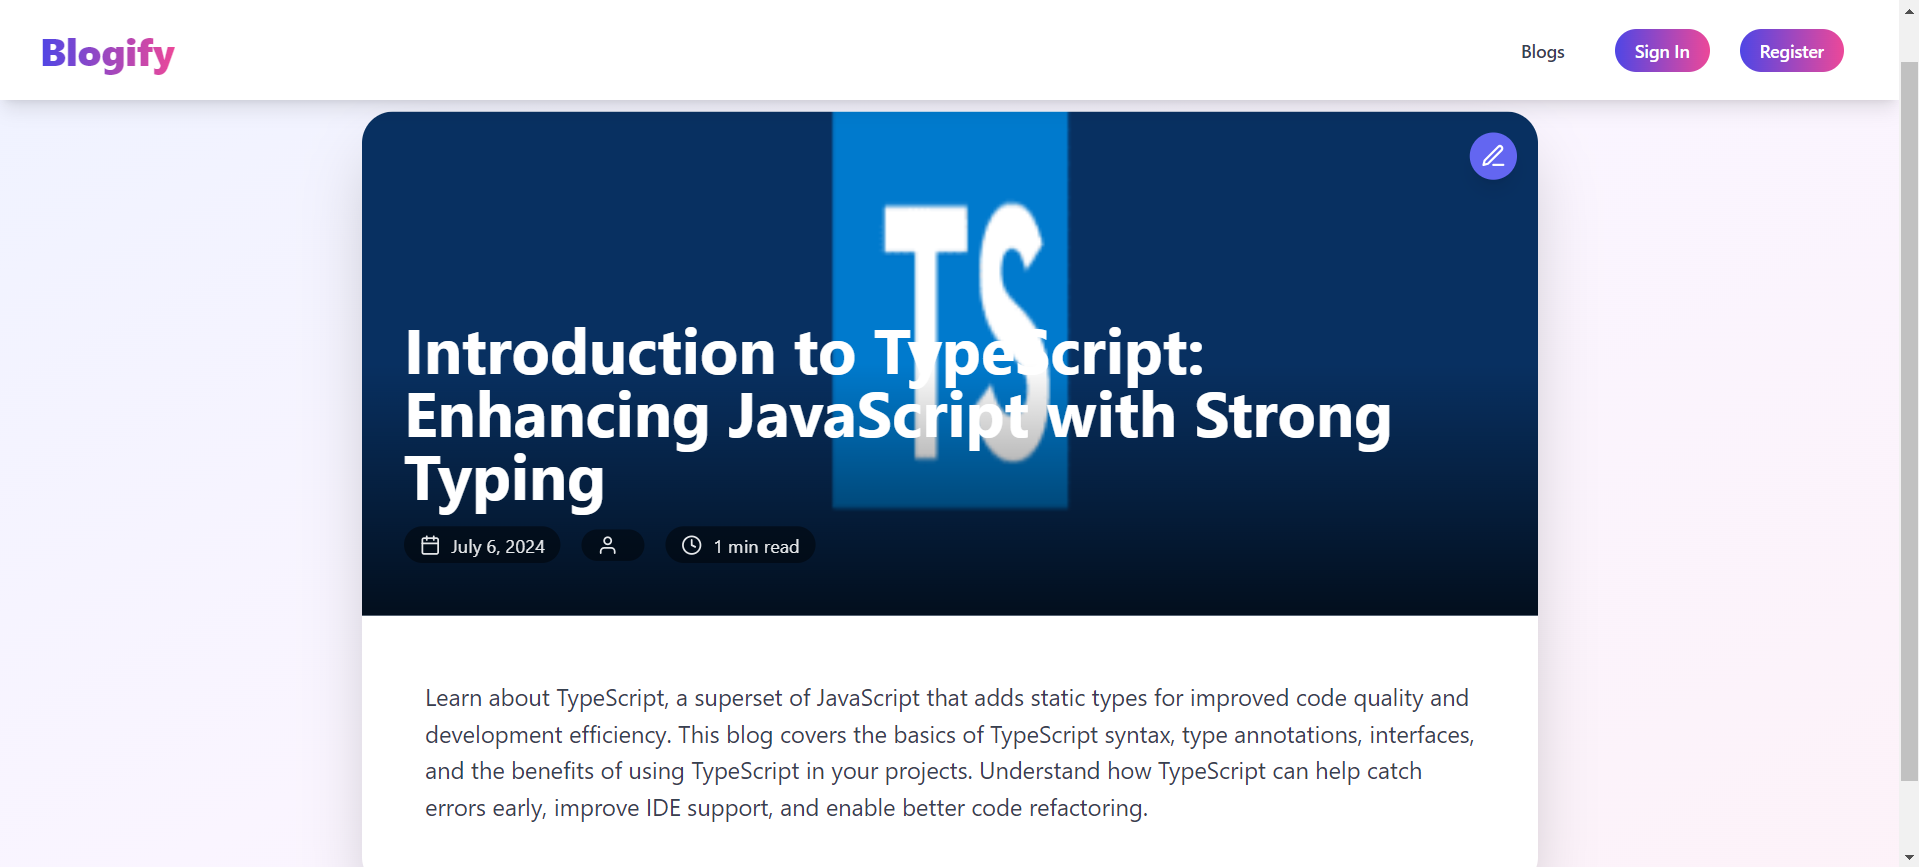 Blogify
Blogs
Sign In
Register
TS
Introduction to TypeScript:
Enhancing JavaScript with Strong
Typing
July 6, 2024
1 min read
Learn about TypeScript, a superset of JavaScript that adds static types for improved code quality and
development efficiency. This blog covers the basics of TypeScript syntax, type annotations, interfaces,
and the benefits of using TypeScript in your projects. Understand how TypeScript can help catch
errors early, improve IDE support, and enable better code refactoring.